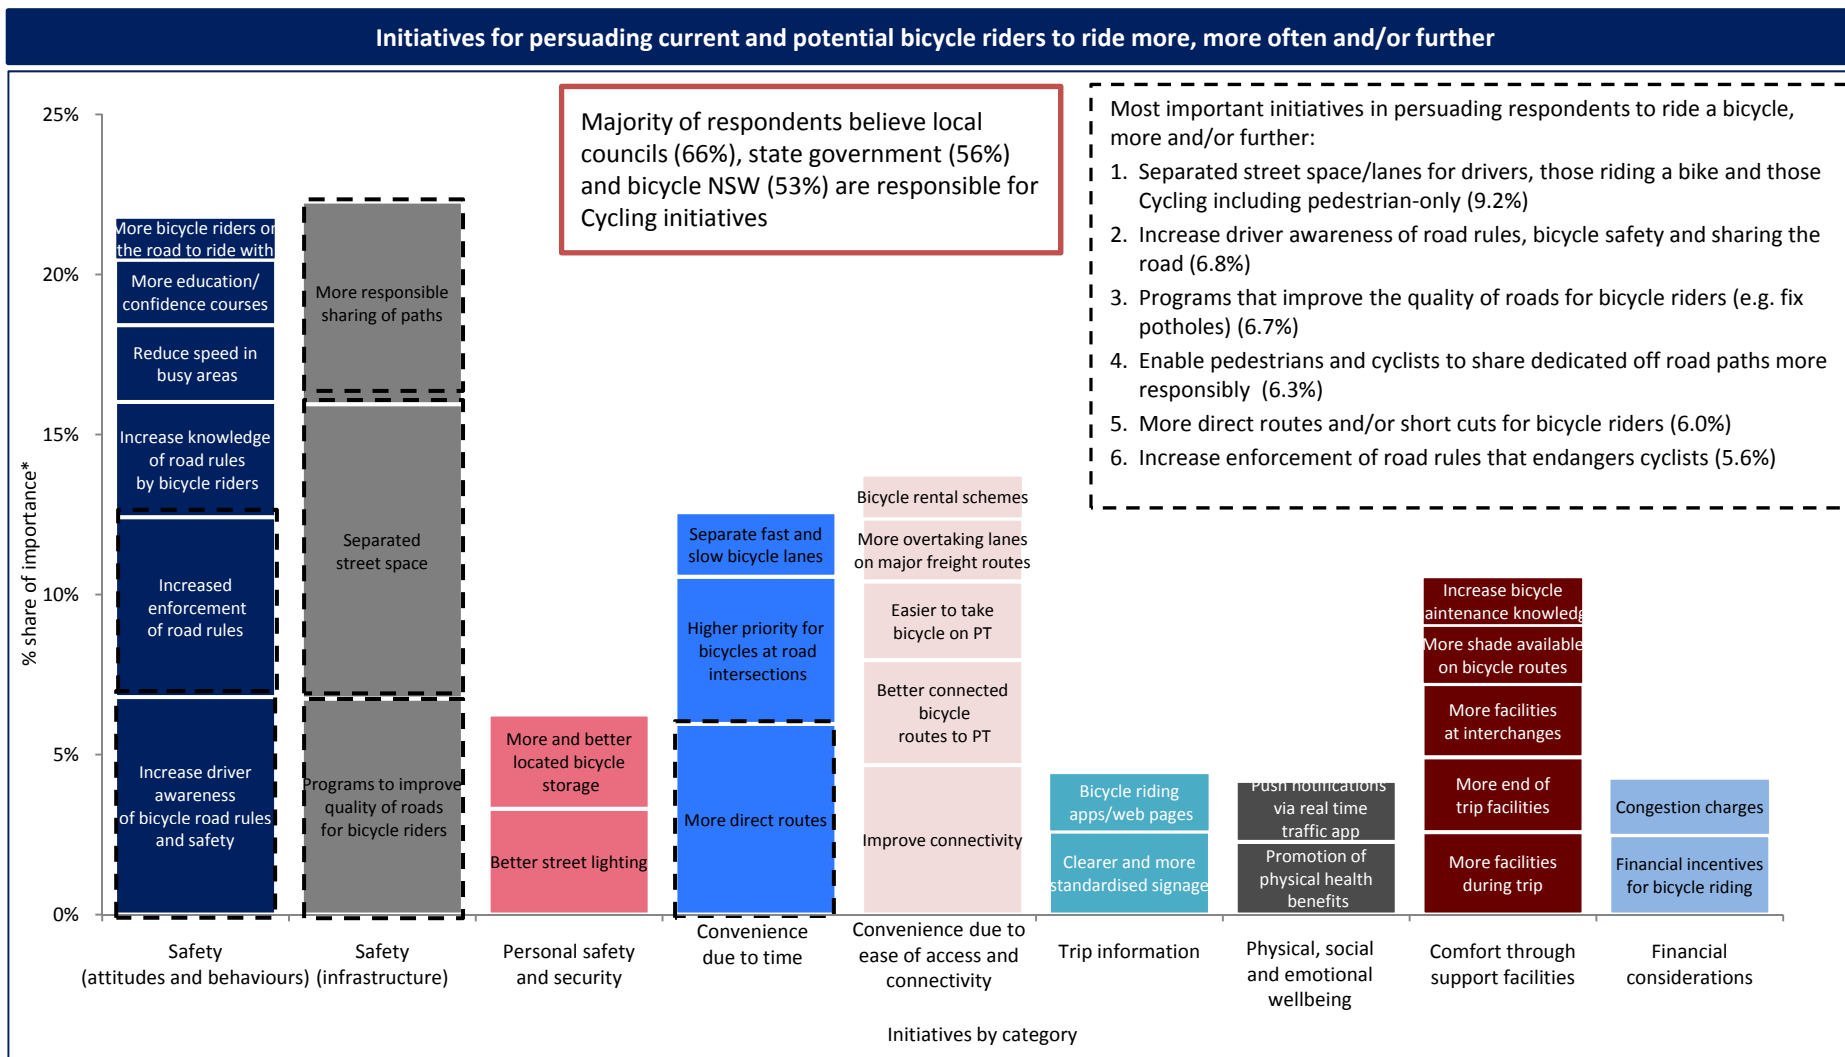 Initiatives for persuading current and potential bicycle riders to ride more, more often and/or further
Majority of respondents believe local
councils (66%), state government (56%)
and bicycle NSW (53%) are responsible for
Cycling initiatives
Most important initiatives in persuading respondents to ride a bicycle,
more and/or further:
1. Separated street space/lanes for drivers, those riding a bike and those
Cycling including pedestrian-only (9.2%)
2. Increase driver awareness of road rules, bicycle safety and sharing the
road (6.8%)
3. Programs that improve the quality of roads for bicycle riders (e.g. fix
potholes) (6.7%)
4. Enable pedestrians and cyclists to share dedicated off road paths more
responsibly (6.3%)
5. More direct routes and/or short cuts for bicycle riders (6.0%)
6. Increase enforcement of road rules that endangers cyclists (5.6%)
% share of importance*
25%
20%
15%
10%
5%
0%
More bicycle riders on
the road to ride with
More education/
confidence courses
Reduce speed in
busy areas
Increase knowledge
of road rules
by bicycle riders
Increased
enforcement
of road rules
Increase driver
awareness
of bicycle road rules
and safety
More responsible
sharing of paths
Separated
street space
Programs to improve
quality of roads
for bicycle riders
More and better
located bicycle
storage
Better street lighting
Separate fast and
slow bicycle lanes
Higher priority for
bicycles at road
intersections
More direct routes
Bicycle rental schemes
More overtaking lanes
on major freight routes
Easier to take
bicycle on PT
Better connected
bicycle
routes to PT
Improve connectivity
Bicycle riding
apps/web pages
Clearer and more
standardised signage
Push notifications
via real time
traffic app
Promotion of
physical health
benefits
Increase bicycle
aintenance knowledg
More shade available
on bicycle routes
More facilities
at interchanges
More end of
trip facilities
More facilities
during trip
Congestion charges
Financial incentives
for bicycle riding
Safety
(attitudes and behaviours)
Safety
(infrastructure)
Personal safety
and security
Convenience
due to time
Convenience due to
ease of access and
connectivity
Trip information
Physical, social
and emotional
wellbeing
Comfort through
support facilities
Financial
considerations
Initiatives by category